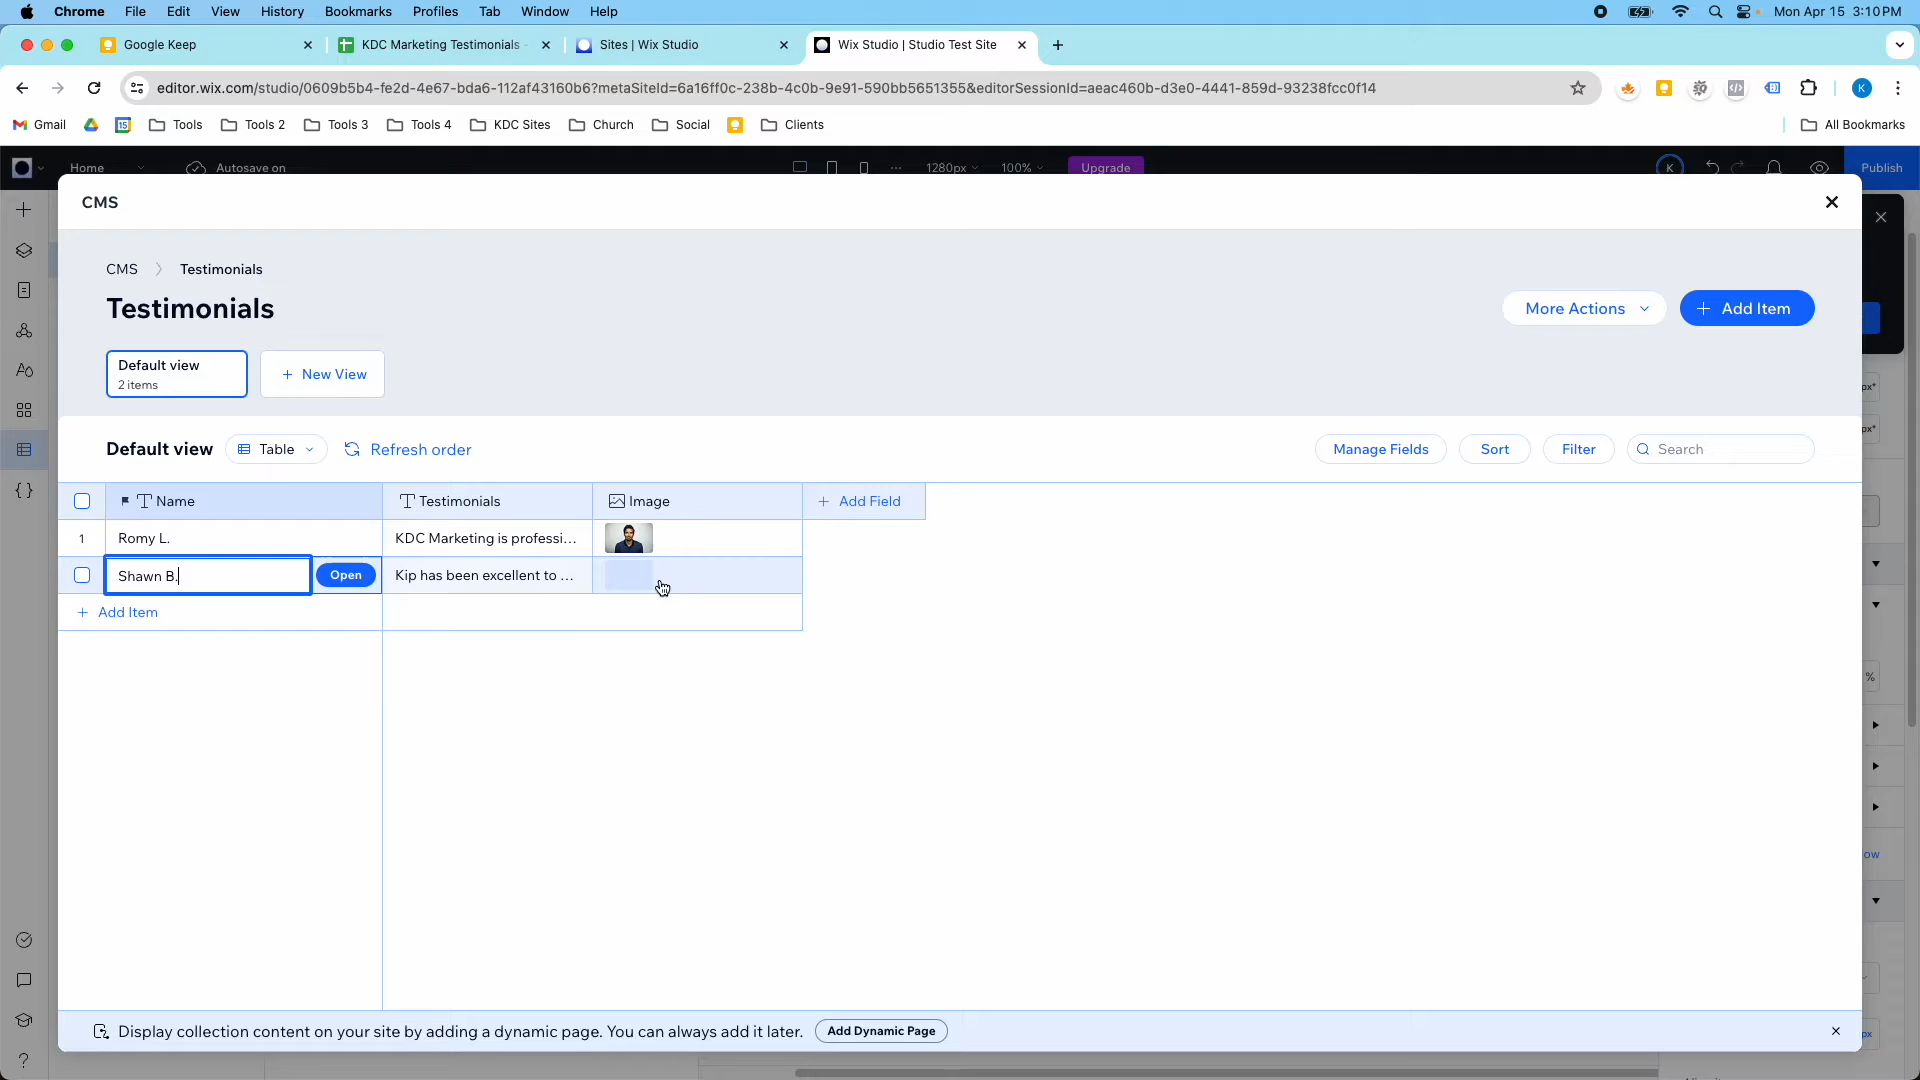 Chrome File Edit View History Bookmarks Profiles Tab Window Help Mon Apr 15 3:10 PM
Google Keep KDC Marketing Testimonials Sites | Wix Studio Wix Studio | Studio Test Site
editor.wix.com/studio/0609b5b4-fe2d-4e67-bda6-112af43160b6?metaSiteId=6a16ff0c-238b-4c0b-9e91-590bb5651355&editorSessionId=aeac460b-d3e0-4441-859d-93238fcc0f14 K
Gmail 15 Tools Tools 2 Tools 3 Tools 4 KDC Sites Church Social Clients All Bookmarks
Home Autosave on 1280px 100% Upgrade K Publish
CMS
CMS Testimonials
Testimonials More Actions + Add Item
Default view
2 items
+ New View
Default view Table Refresh order Manage Fields Sort Filter Search
Name Testimonials Image + Add Field
1 Romy L. KDC Marketing is professi...
Shawn B. Open Kip has been excellent to ...
+ Add Item
px*
px*
%
ow
px
Display collection content on your site by adding a dynamic page. You can always add it later. Add Dynamic Page